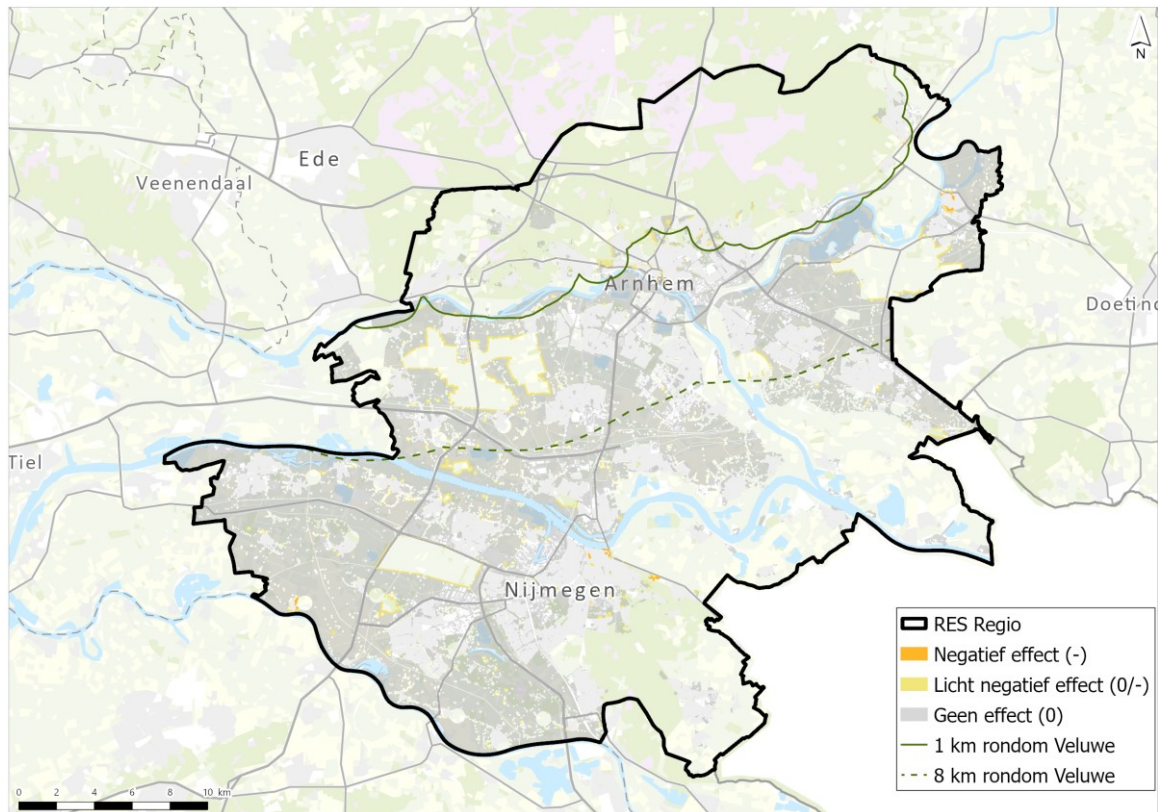 N
Ede
Veenendaal
Arnhem
Doetinc
Tiel
Nijmegen
RES Regio
Negatief effect (-)
Licht negatief effect (0/-)
Geen effect (0)
1 km rondom Veluwe
8 km rondom Veluwe
0 2 4 6 8 10 km